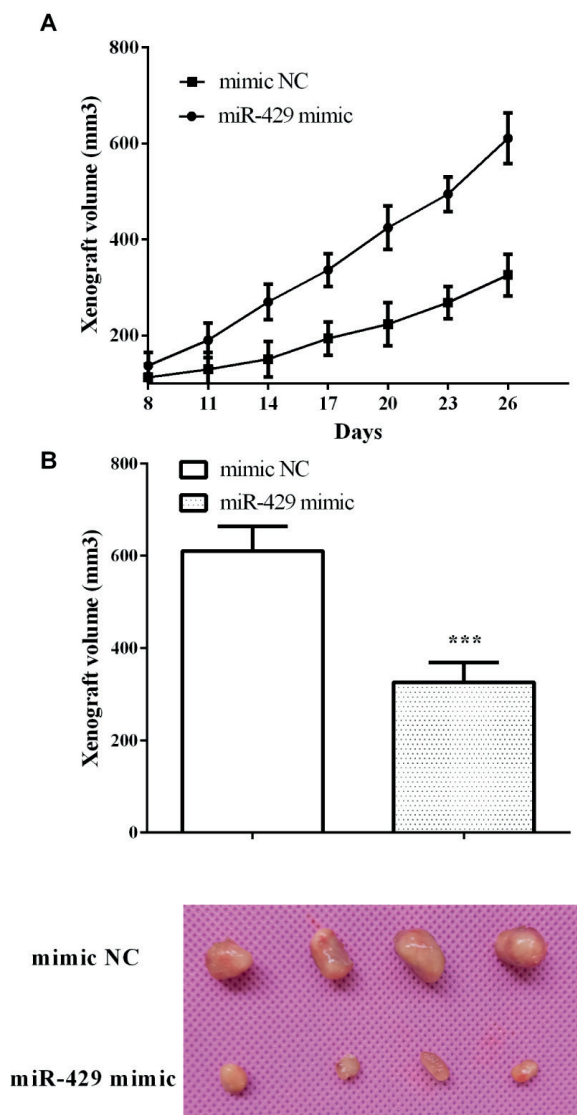 A
800
600
400
200
Xenograft volume (mm3)
mimic NC
miR-429 mimic
8 11 14 17 20 23 26
Days
B
800
600
400
200
0
Xenograft volume (mm3)
mimic NC
miR-429 mimic
***
mimic NC
miR-429 mimic